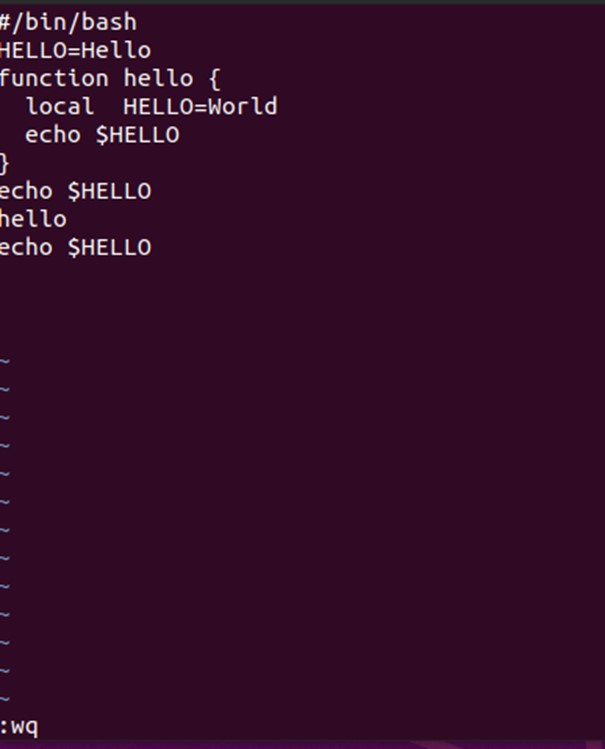 #/bin/bash
HELLO=Hello
function hello {
  local  HELLO=World
  echo $HELLO
}
echo $HELLO
hello
echo $HELLO
~
~
~
~
~
~
~
~
~
~
~
~
~
:wq